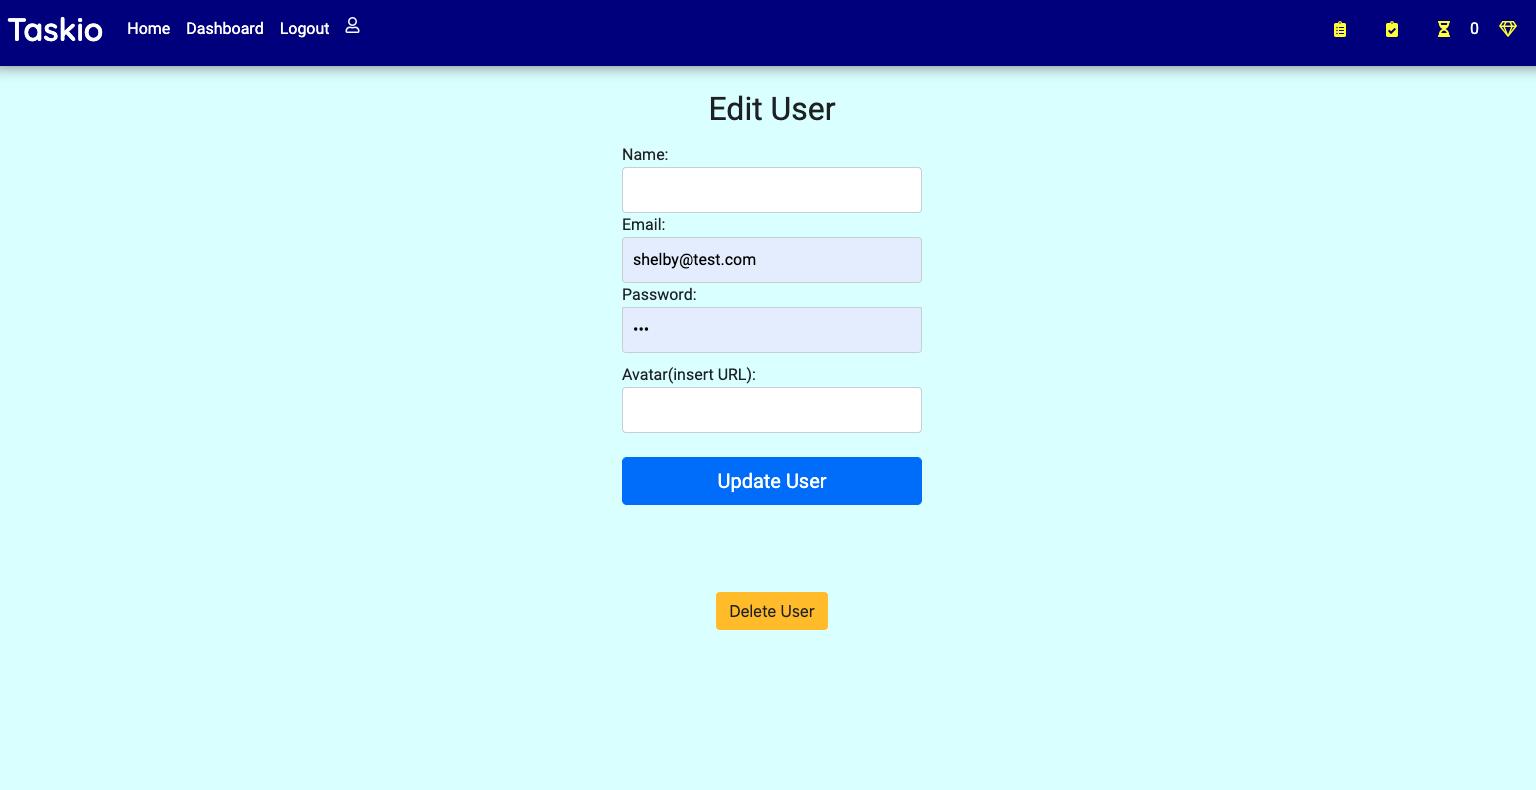 Taskio Home Dashboard Logout 0
Edit User
Name:
Email:
shelby@test.com
Password:
•••
Avatar(insert URL):
Update User
Delete User